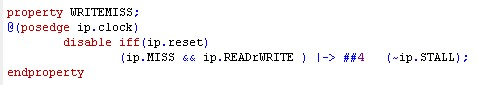 property WRITEMISS;
@(posedge ip.clock)
disable iff(ip.reset)
(ip.MISS && ip.READrWRITE ) |-> ##4 (~ip.STALL);
endproperty